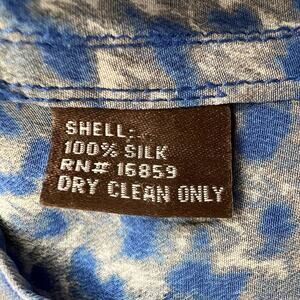 SHELL:
100% SILK
RN# 16859
DRY CLEAN ONLY